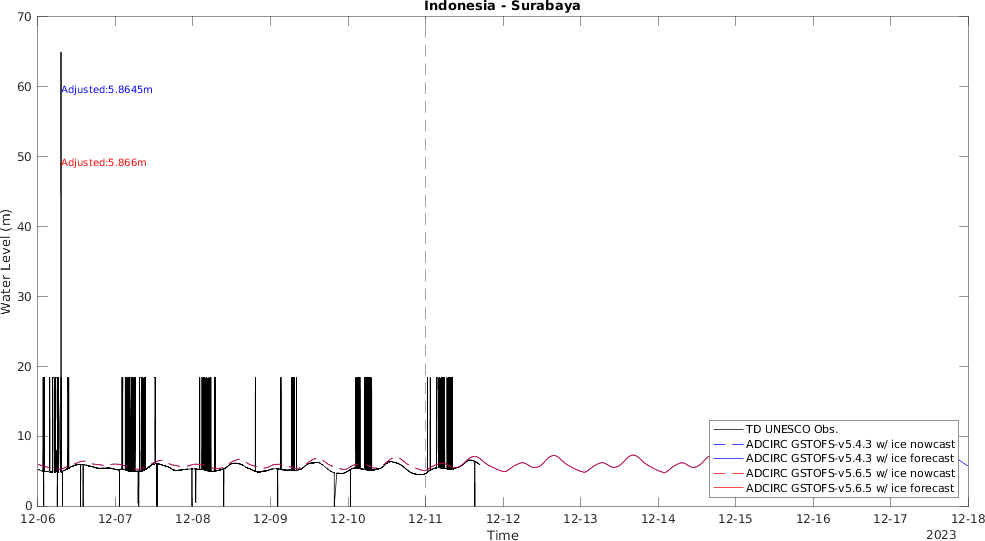 Indonesia - Surabaya
70
60
50
40
30
20
10
0
Water Level (m)
Adjusted:5.8645m
Adjusted:5.866m
TD UNESCO Obs.
ADCIRC GSTOFS-v5.4.3 w/ ice nowcast
ADCIRC GSTOFS-v5.4.3 w/ ice forecast
ADCIRC GSTOFS-v5.6.5 w/ ice nowcast
ADCIRC GSTOFS-v5.6.5 w/ ice forecast
12-06 12-07 12-08 12-09 12-10 12-11 12-12 12-13 12-14 12-15 12-16 12-17 12-18
Time
2023